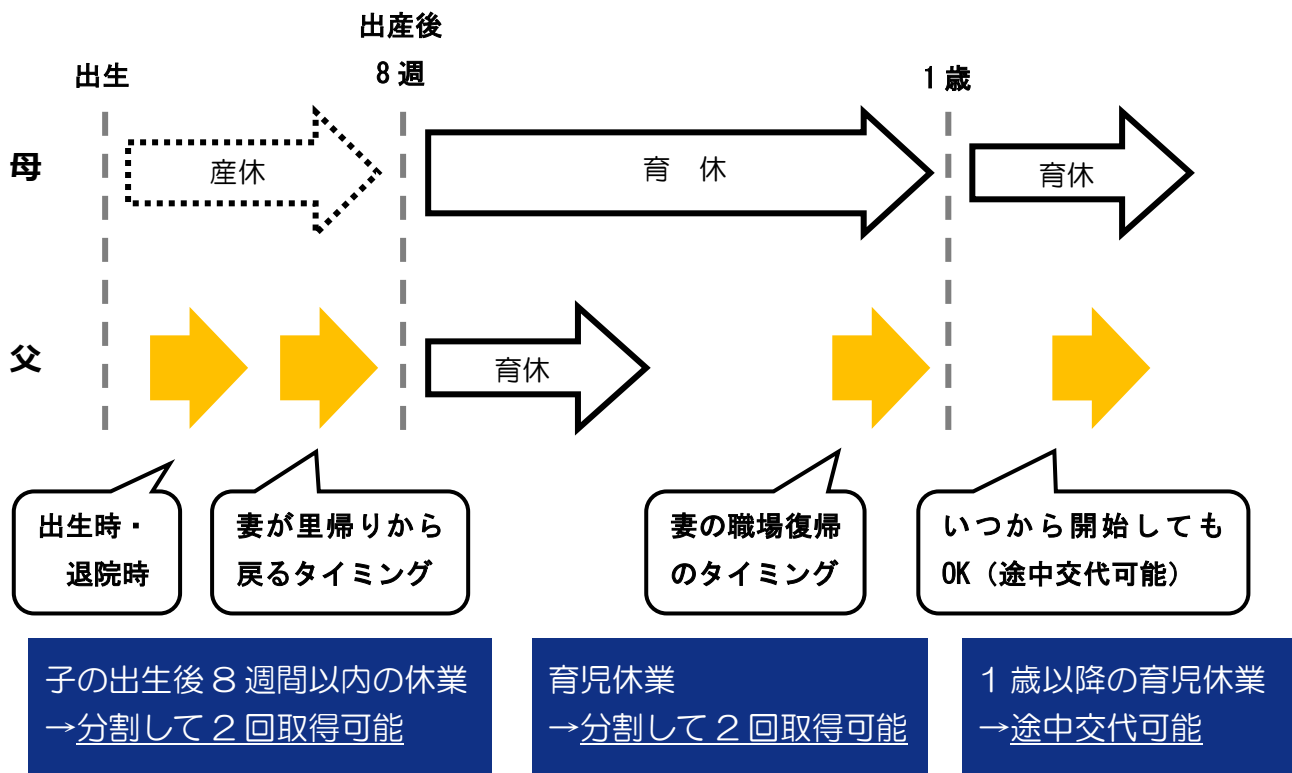 出産後
8週
出生
1歳
母
産休
育　休
育休
父
育休
出生時・
退院時
妻が里帰りから
戻るタイミング
妻の職場復帰
のタイミング
いつから開始しても
OK（途中交代可能）
子の出生後８週間以内の休業
→分割して２回取得可能
育児休業
→分割して２回取得可能
１歳以降の育児休業
→途中交代可能